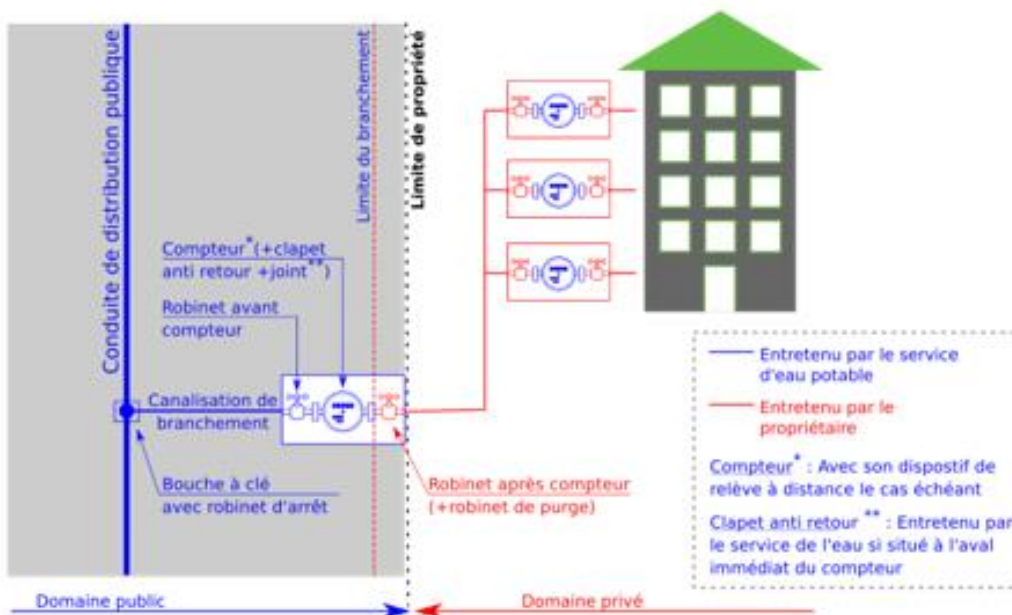 Conduite de distribution publique
Limite du branchement
Limite de propriété
Compteur*(+clapet
anti retour +joint**)
Robinet avant
compteur
Canalisation de
branchement
Bouche à clé
avec robinet d'arrêt
Robinet après compteur
(+robinet de purge)
Entretenu par le service
d'eau potable
Entretenu par le
propriétaire
Compteur* : Avec son dispostif de
relève à distance le cas échéant
Clapet anti retour ** : Entretenu par
le service de l'eau si situé à l'aval
immédiat du compteur
Domaine public
Domaine privé